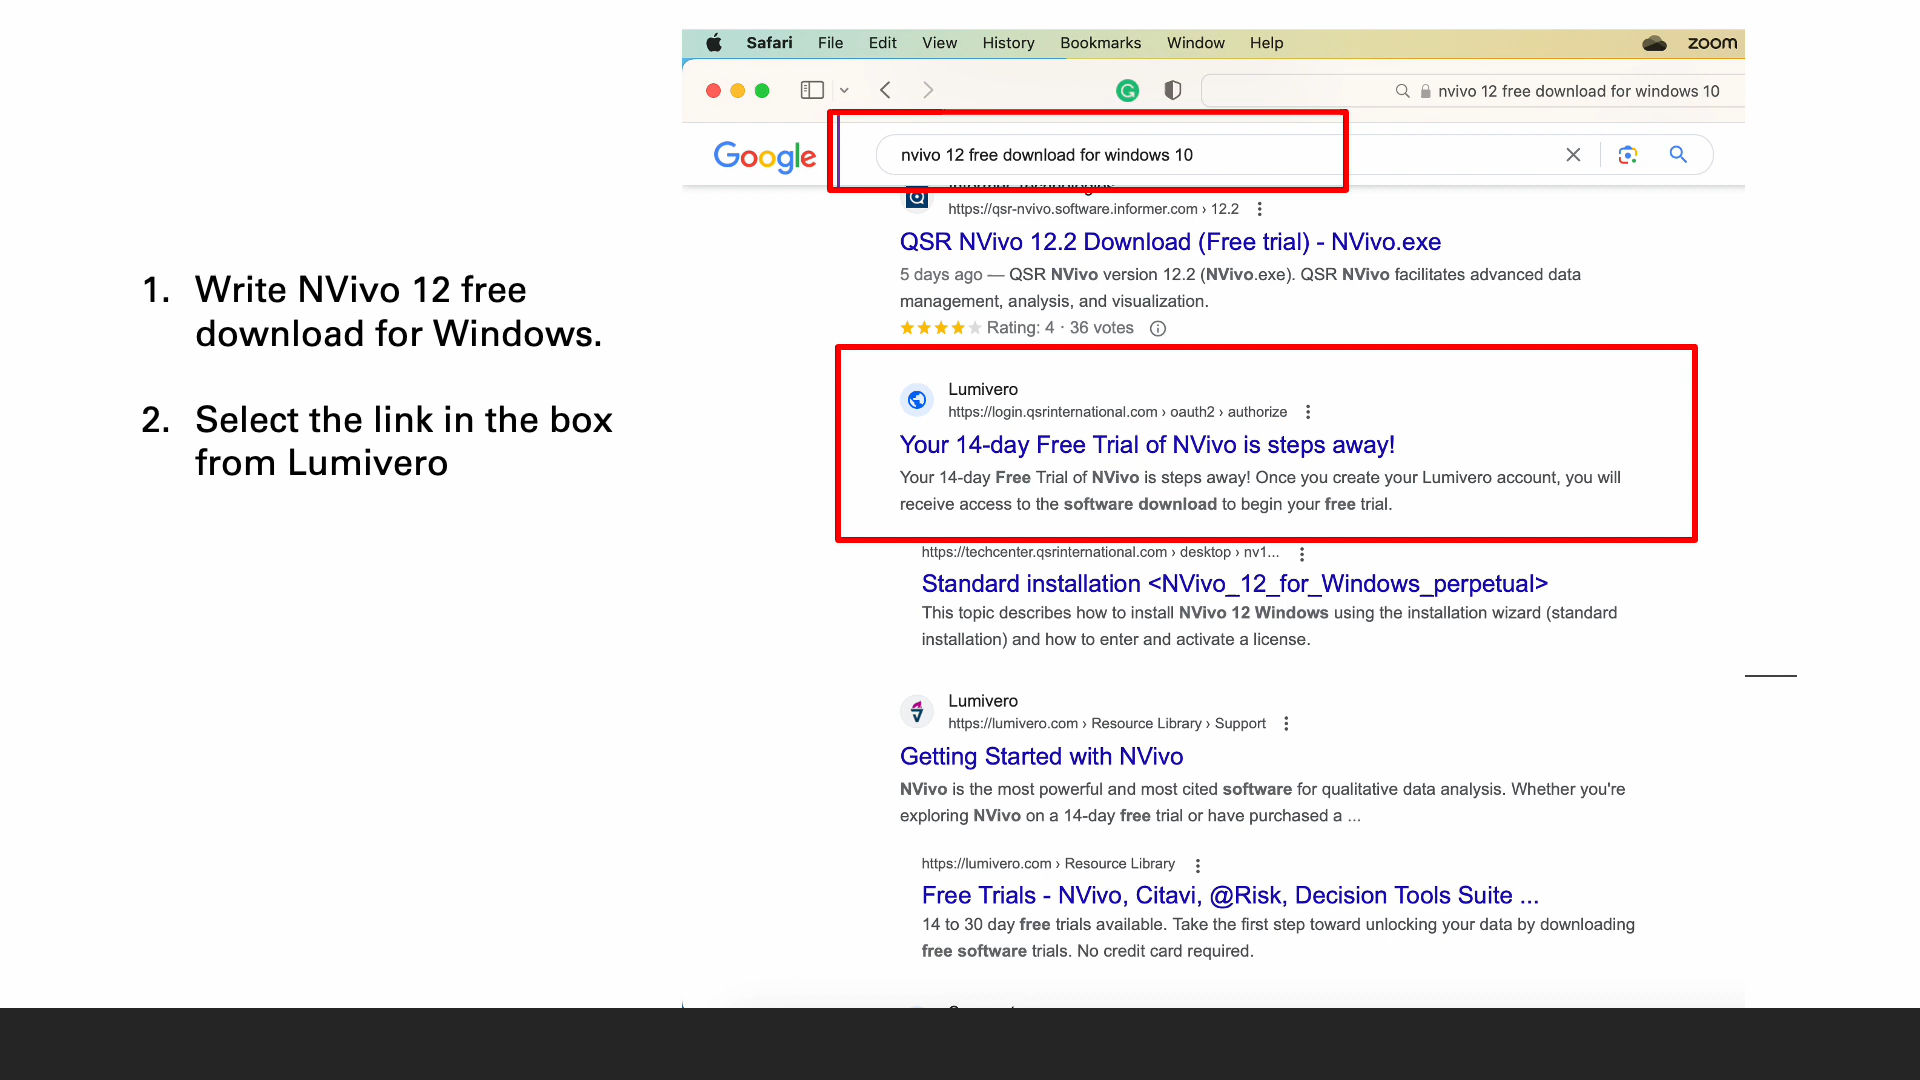 1. Write NVivo 12 free
download for Windows.
2. Select the link in the box
from Lumivero
Safari File Edit View History Bookmarks Window Help zoom
nvivo 12 free download for windows 10
Google nvivo 12 free download for windows 10
https://qsr-nvivo.software.informer.com › 12.2
QSR NVivo 12.2 Download (Free trial) - NVivo.exe
5 days ago — QSR NVivo version 12.2 (NVivo.exe). QSR NVivo facilitates advanced data
management, analysis, and visualization.
Rating: 4 · 36 votes
Lumivero
https://login.qsrinternational.com › oauth2 › authorize
Your 14-day Free Trial of NVivo is steps away!
Your 14-day Free Trial of NVivo is steps away! Once you create your Lumivero account, you will
receive access to the software download to begin your free trial.
https://techcenter.qsrinternational.com › desktop › nv1...
Standard installation <NVivo_12_for_Windows_perpetual>
This topic describes how to install NVivo 12 Windows using the installation wizard (standard
installation) and how to enter and activate a license.
Lumivero
https://lumivero.com › Resource Library › Support
Getting Started with NVivo
NVivo is the most powerful and most cited software for qualitative data analysis. Whether you're
exploring NVivo on a 14-day free trial or have purchased a ...
https://lumivero.com › Resource Library
Free Trials - NVivo, Citavi, @Risk, Decision Tools Suite ...
14 to 30 day free trials available. Take the first step toward unlocking your data by downloading
free software trials. No credit card required.